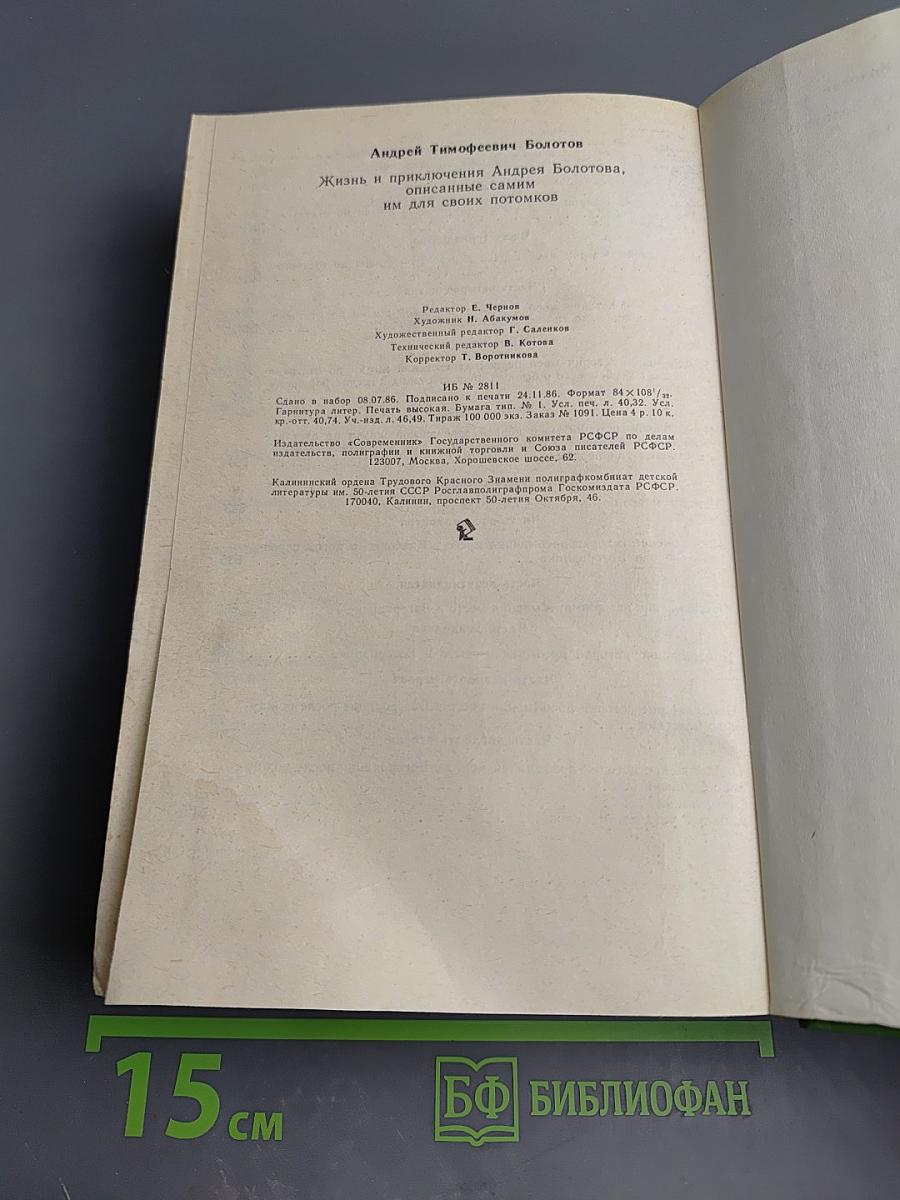 Андрей Тимофеевич Болотов
Жизнь и приключения Андрея Болотова,
описанные самим
им для своих потомков
Редактор Е. Чернов
Художник Н. Абакумов
Художественный редактор Г. Саленков
Технический редактор В. Котова
Корректор Т. Воротникова
ИБ № 2811
Сдано в набор 08.07.86. Подписано к печати 24.11.86. Формат 84×108¹/₃₂.
Гарнитура литер. Печать высокая. Бумага тип. № 1. Усл. печ. л. 40,32. Усл.
кр.-отт. 40,74. Уч.-изд. л. 46,49. Тираж 100 000 экз. Заказ № 1091. Цена 4 р. 10 к.
Издательство «Современник» Государственного комитета РСФСР по делам
издательств, полиграфии и книжной торговли и Союза писателей РСФСР.
123007, Москва, Хорошевское шоссе, 62.
Калининский ордена Трудового Красного Знамени полиграфкомбинат детской
литературы им. 50-летия СССР Росглавполиграфпрома Госкомиздата РСФСР.
170040, Калинин, проспект 50-летия Октября, 46.
15 см
БФ БИБЛИОФАН